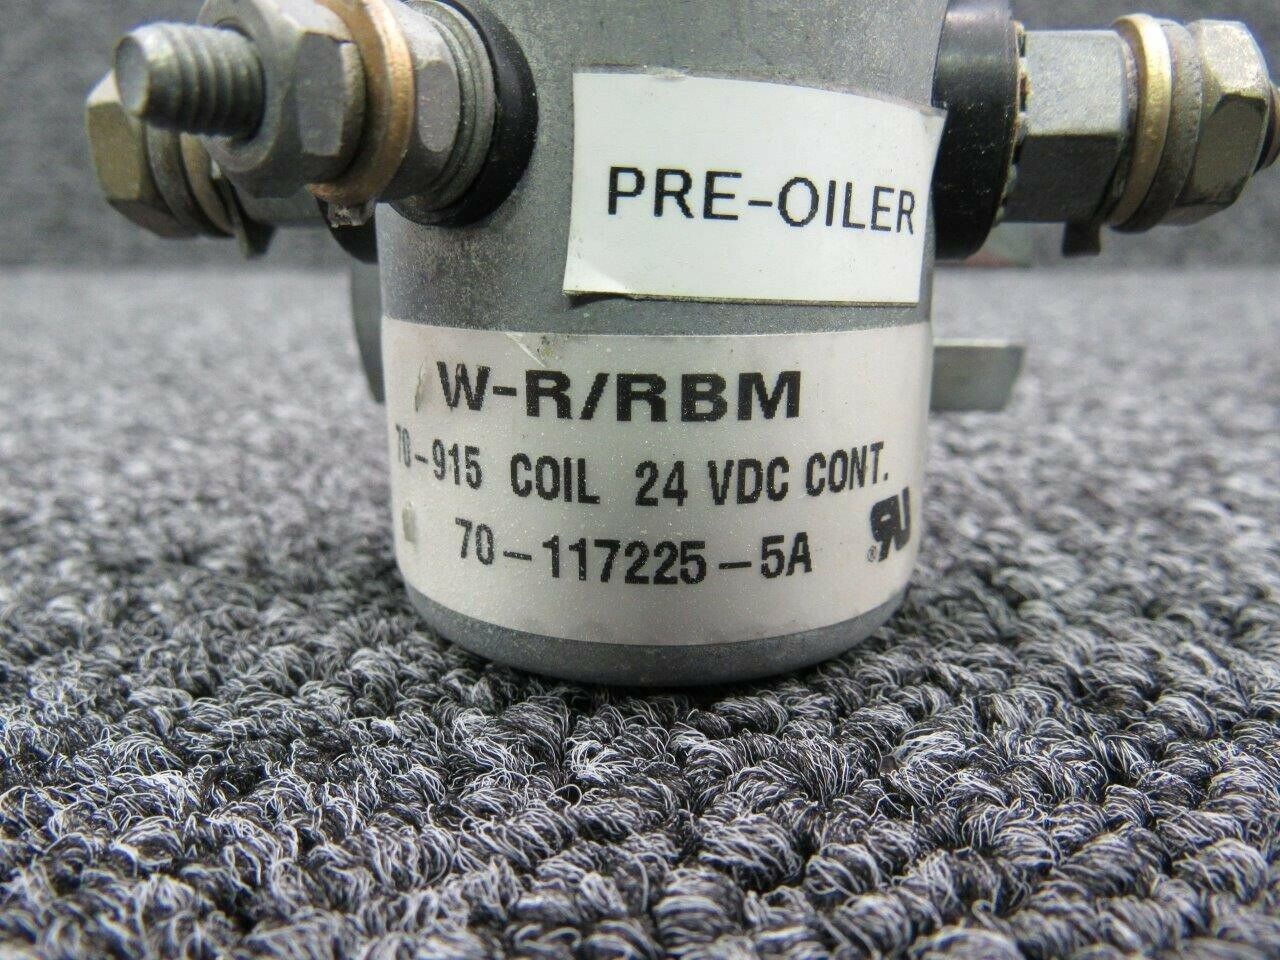 PRE-OILER
W-R/RBM
70-915 COIL 24 VDC CONT.
70-117225-5A
®